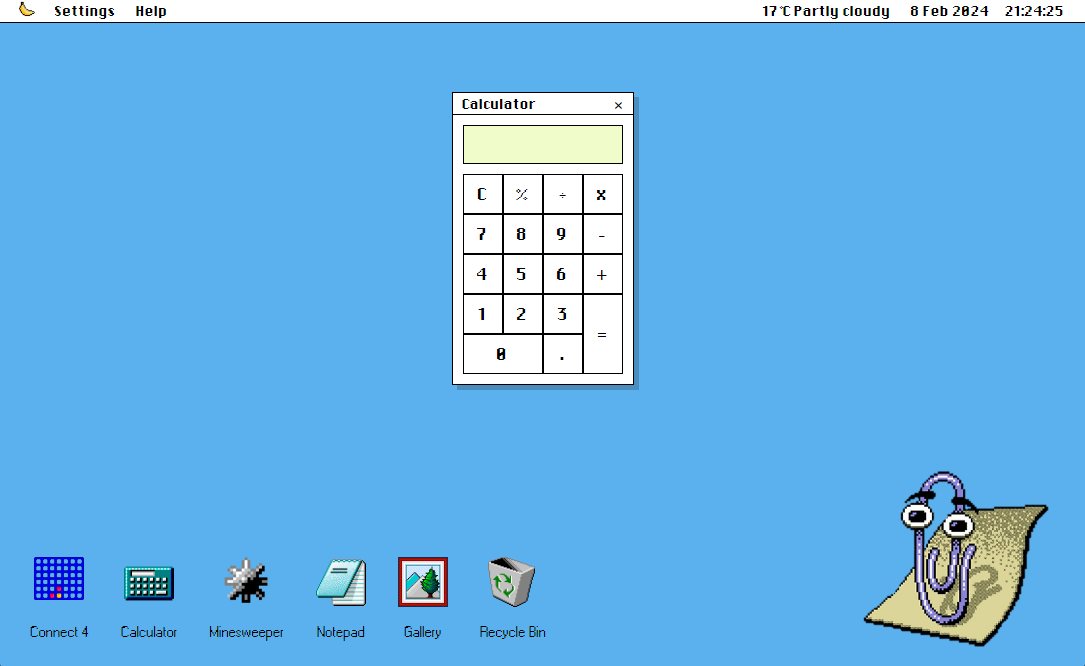 Settings Help 17°C Partly cloudy 8 Feb 2024 21:24:25
Calculator ×
C % ÷ x
7 8 9 -
4 5 6 +
1 2 3 =
0 .
Connect 4 Calculator Minesweeper Notepad Gallery Recycle Bin